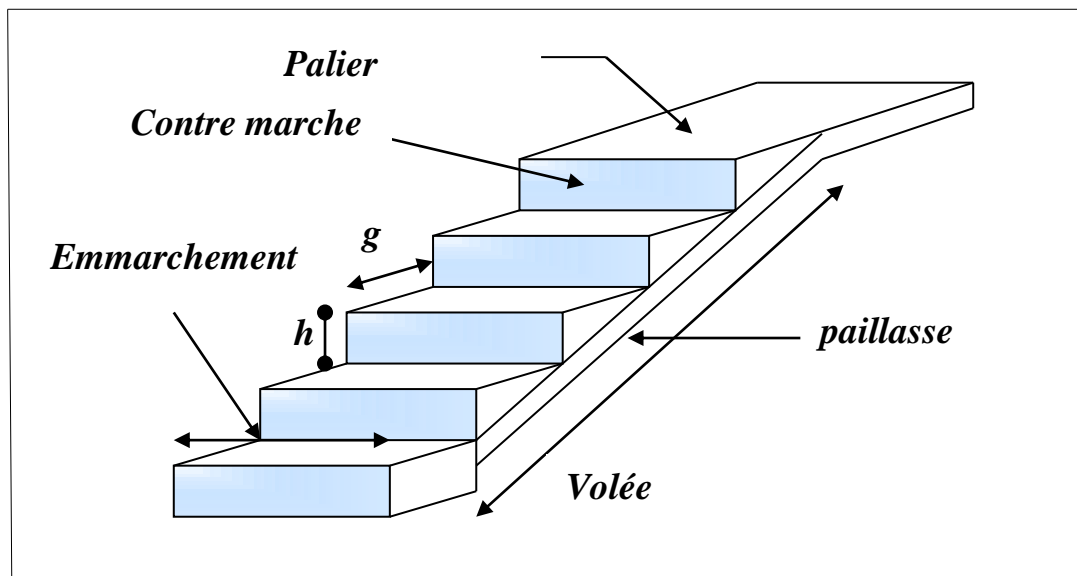 Palier
Contre marche
g
Emmarchement
h
paillasse
Volée